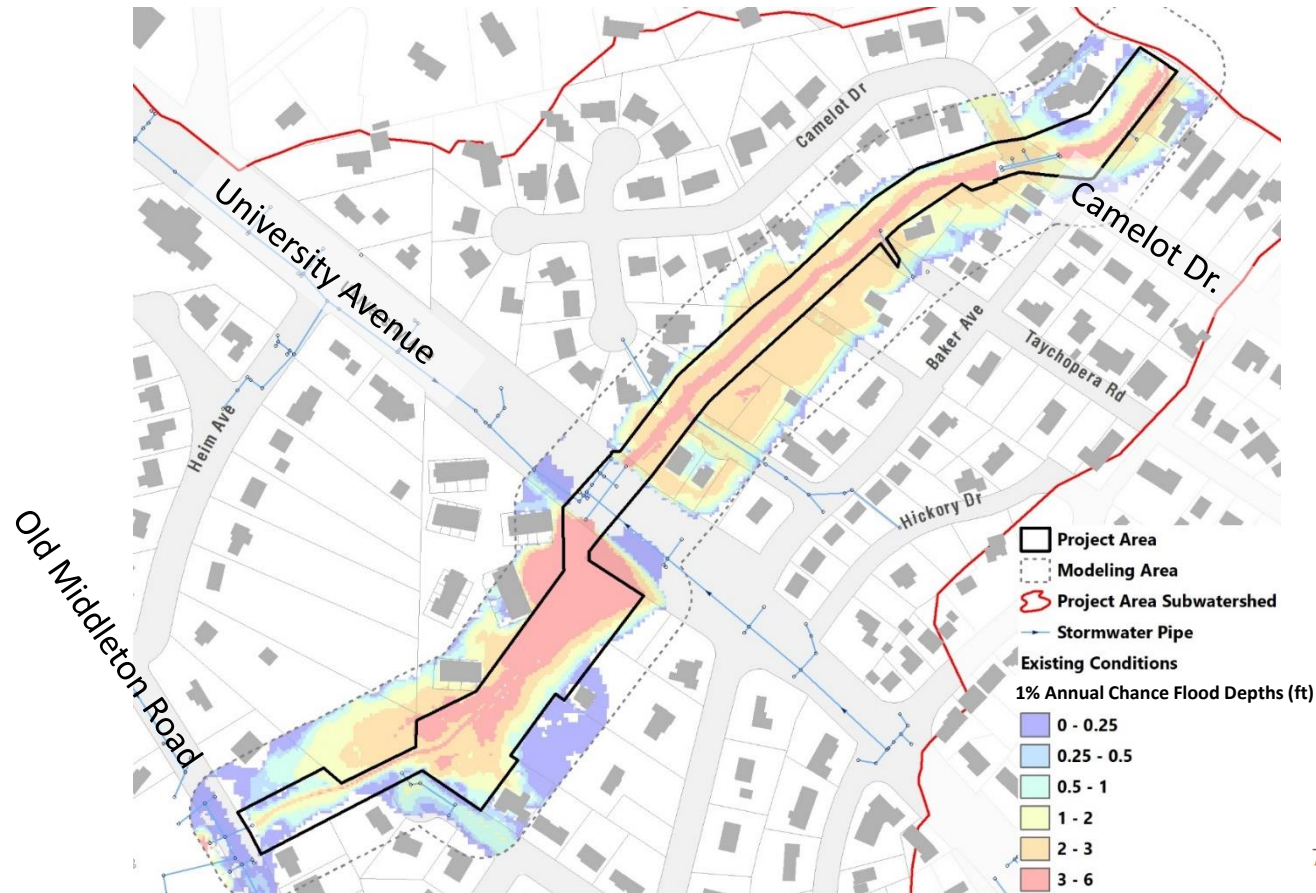 Camelot Dr
University Avenue
Camelot Dr.
Heim Ave
Baker Ave
Taychopera Rd
Old Middleton Road
Hickory Dr
Project Area
Modeling Area
Project Area Subwatershed
Stormwater Pipe
Existing Conditions
1% Annual Chance Flood Depths (ft)
0 - 0.25
0.25 - 0.5
0.5 - 1
1 - 2
2 - 3
3 - 6